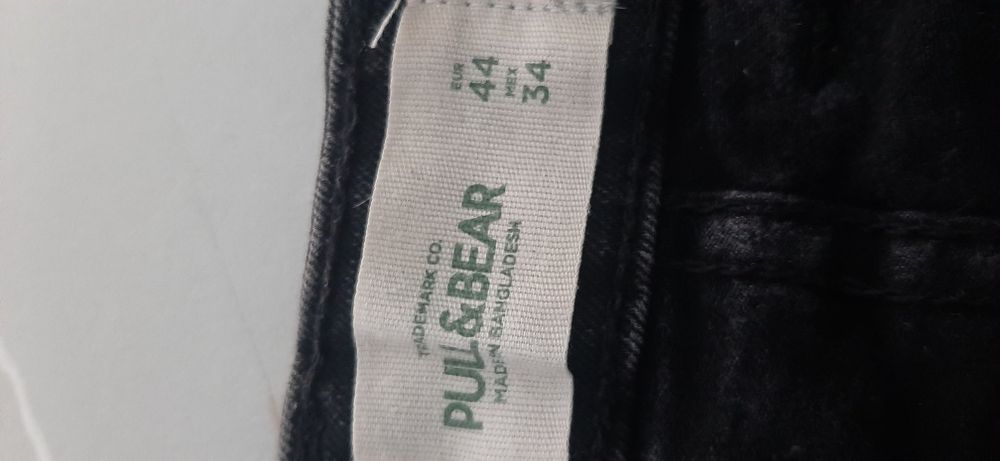 TRADEMARK CO.
PULL&BEAR
MADE IN BANGLADESH
EUR
44
MEX
34